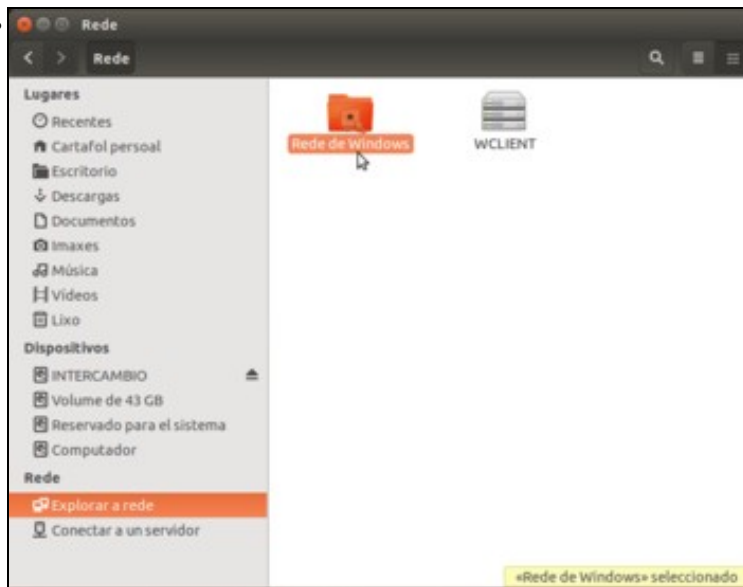 Rede
Rede
Lugares
Recentes
Cartafol persoal
Escritorio
Descargas
Documentos
Imaxes
Música
Vídeos
Lixo
Dispositivos
INTERCAMBIO
Volume de 43 GB
Reservado para el sistema
Computador
Rede
Explorar a rede
Conectar a un servidor
Rede de Windows
WCLIENT
«Rede de Windows» seleccionado